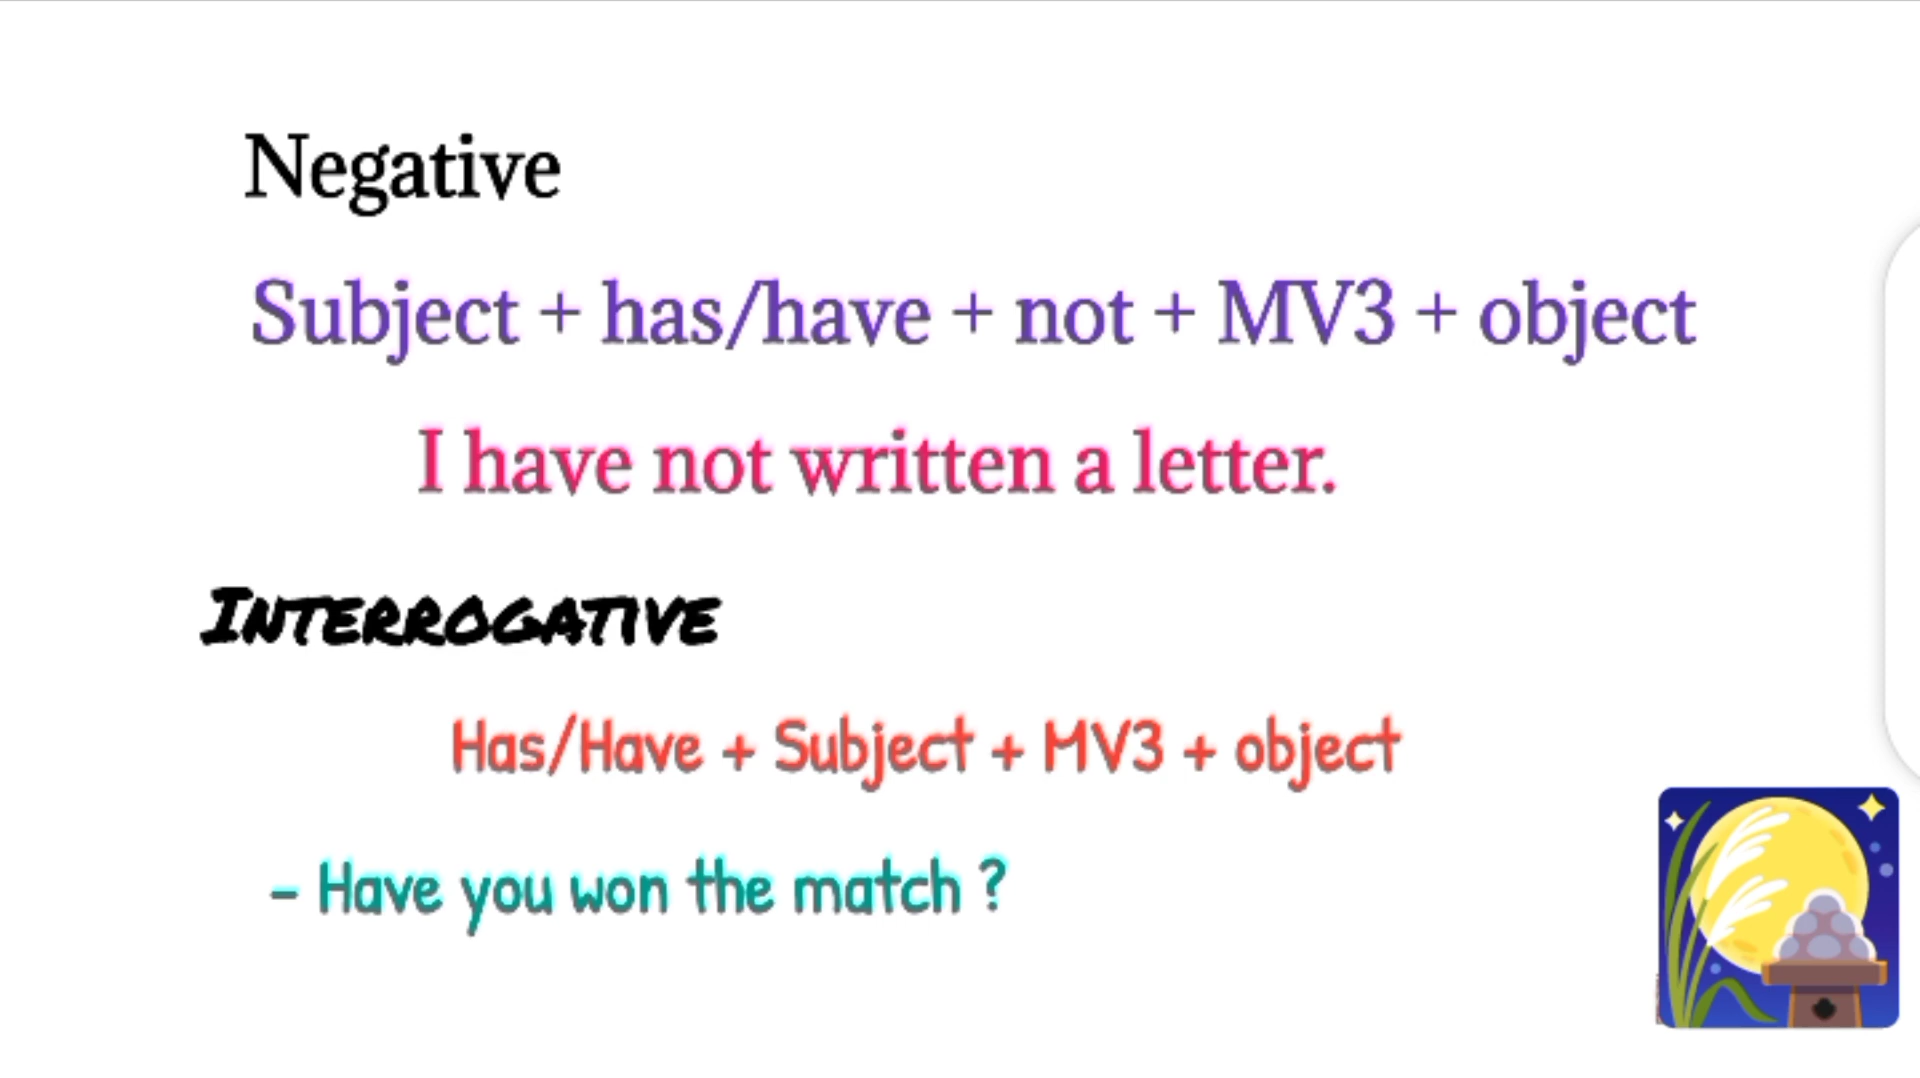 Negative
Subject + has/have + not + MV3 + object
I have not written a letter.
INTERROGATIVE
Has/Have + Subject + MV3 + object
- Have you won the match ?